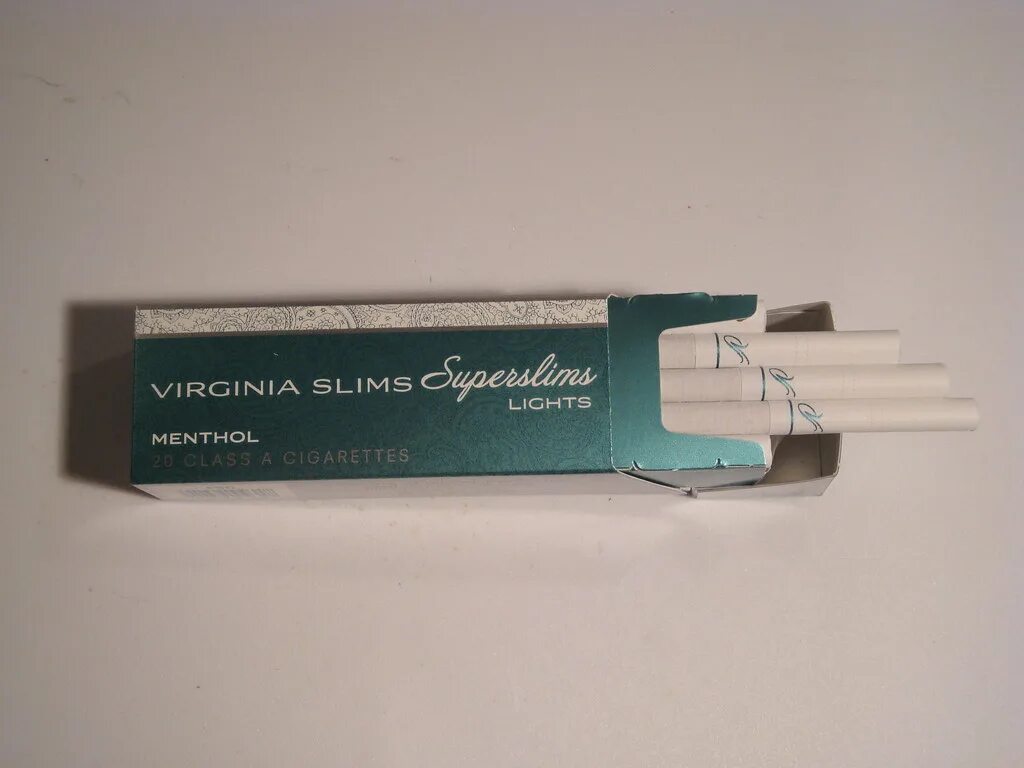 VIRGINIA SLIMS Superslims
LIGHTS
MENTHOL
20 CLASS A CIGARETTES